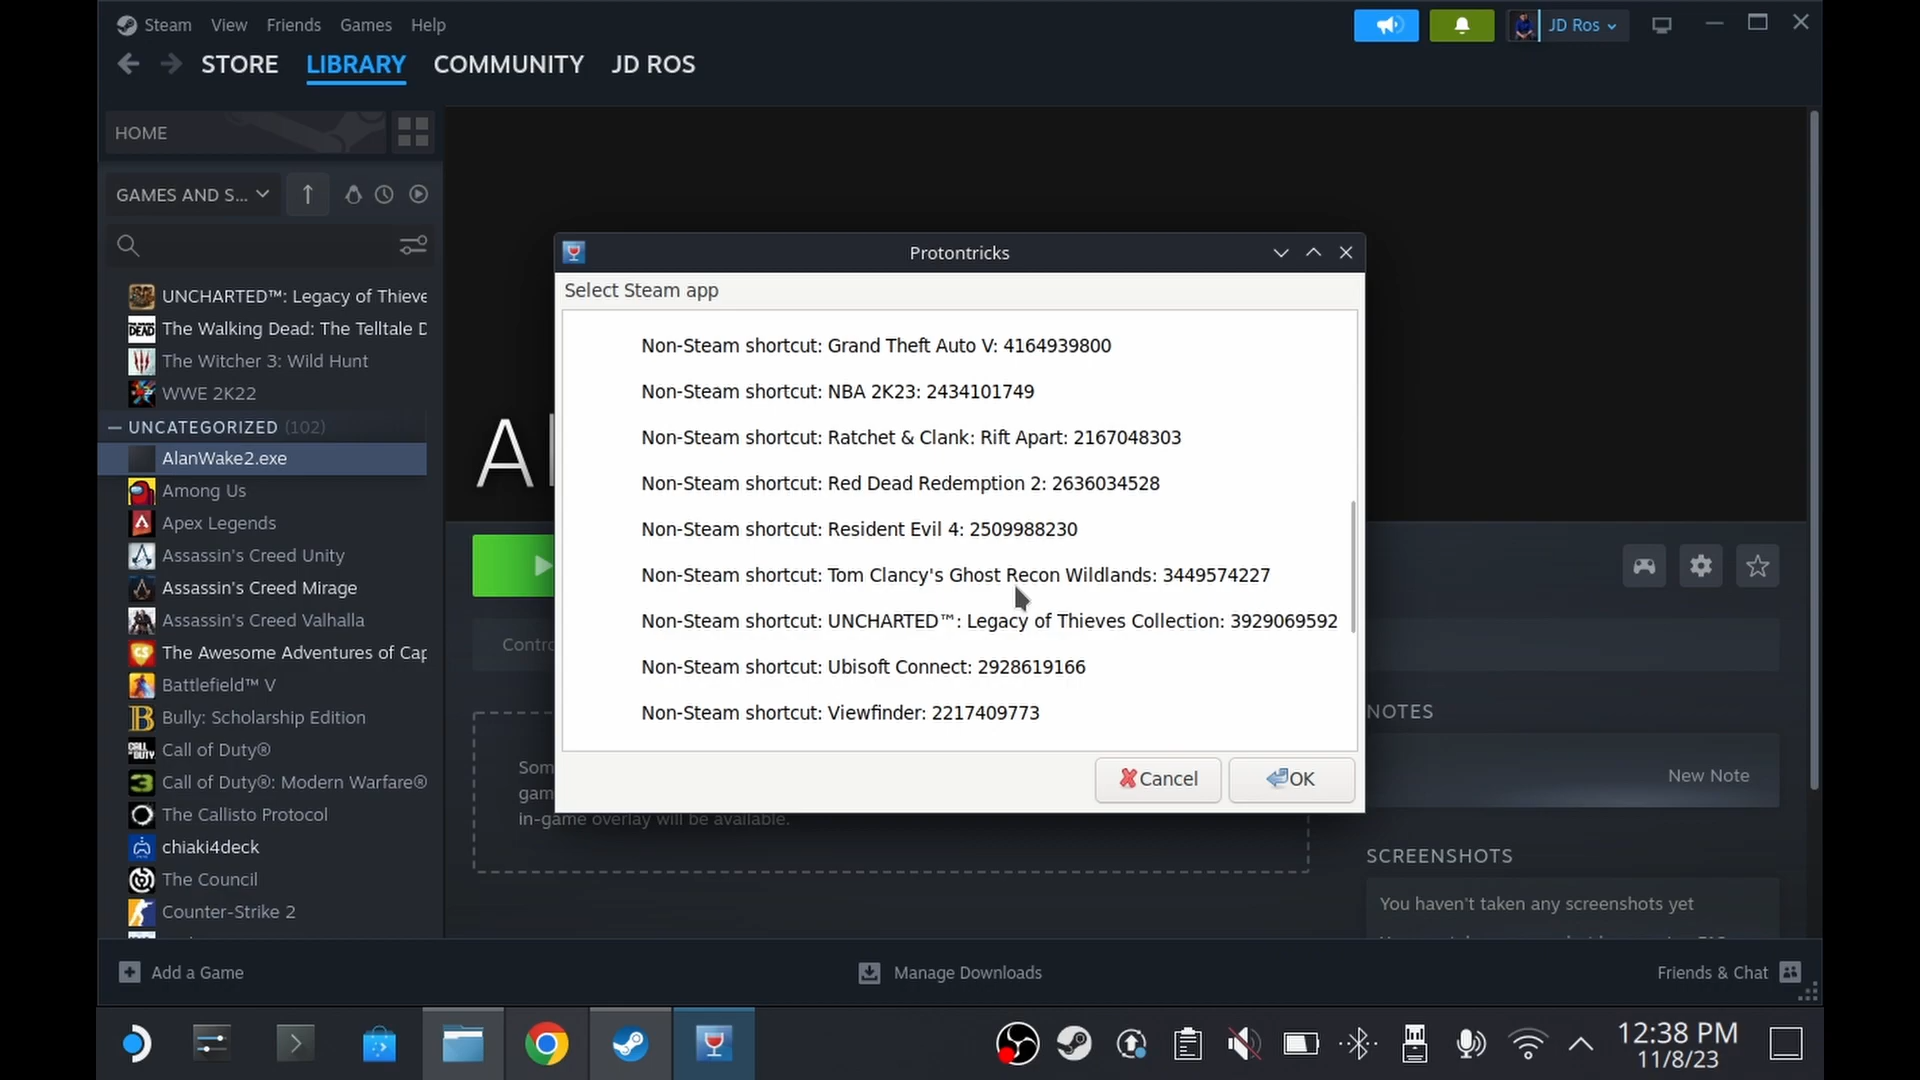 Steam View Friends Games Help
JD Ros
STORE LIBRARY COMMUNITY JD ROS
HOME
GAMES AND S...
UNCHARTED™: Legacy of Thieve
The Walking Dead: The Telltale D
The Witcher 3: Wild Hunt
WWE 2K22
UNCATEGORIZED (102)
AlanWake2.exe
Among Us
Apex Legends
Assassin's Creed Unity
Assassin's Creed Mirage
Assassin's Creed Valhalla
The Awesome Adventures of Cap
Battlefield™ V
Bully: Scholarship Edition
Call of Duty®
Call of Duty®: Modern Warfare®
The Callisto Protocol
chiaki4deck
The Council
Counter-Strike 2
Al
Protontricks
Select Steam app
Non-Steam shortcut: Grand Theft Auto V: 4164939800
Non-Steam shortcut: NBA 2K23: 2434101749
Non-Steam shortcut: Ratchet & Clank: Rift Apart: 2167048303
Non-Steam shortcut: Red Dead Redemption 2: 2636034528
Non-Steam shortcut: Resident Evil 4: 2509988230
Non-Steam shortcut: Tom Clancy's Ghost Recon Wildlands: 3449574227
Non-Steam shortcut: UNCHARTED™: Legacy of Thieves Collection: 3929069592
Non-Steam shortcut: Ubisoft Connect: 2928619166
Non-Steam shortcut: Viewfinder: 2217409773
Cancel OK
Contro
Som
gam
in-game overlay will be available.
NOTES
New Note
SCREENSHOTS
You haven't taken any screenshots yet
Add a Game
Manage Downloads
Friends & Chat
12:38 PM
11/8/23